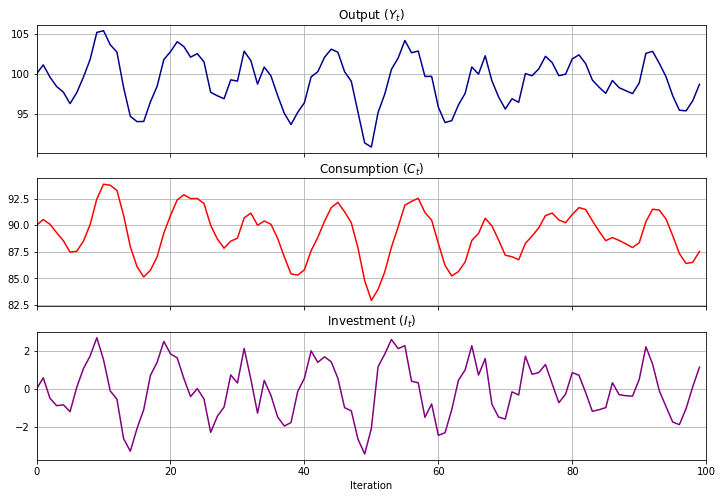 Output (Y_t)
105
100
95
Consumption (C_t)
92.5
90.0
87.5
85.0
82.5
Investment (I_t)
2
0
−2
0 20 40 60 80 100
Iteration